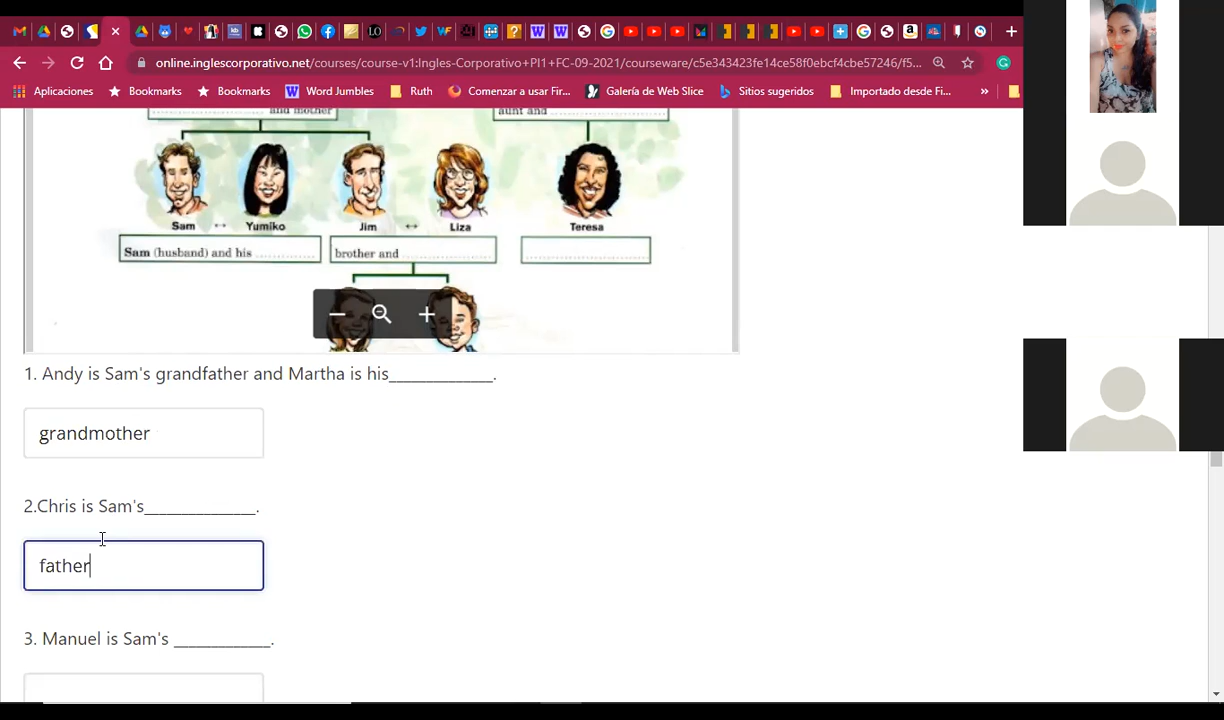 online.inglescorporativo.net/courses/course-v1:Ingles-Corporativo+PI1+FC-09-2021/courseware/c5e343423fe14ce58f0ebcf4cbe57246/f5...
Aplicaciones Bookmarks Bookmarks Word Jumbles Ruth Comenzar a usar Fir... Galería de Web Slice Sitios sugeridos Importado desde Fi... »
and mother aunt and
Sam ↔ Yumiko Jim ↔ Liza Teresa
Sam (husband) and his ............. brother and ....................
1. Andy is Sam's grandfather and Martha is his______________.
grandmother
2.Chris is Sam's_______________.
father
3. Manuel is Sam's _____________.